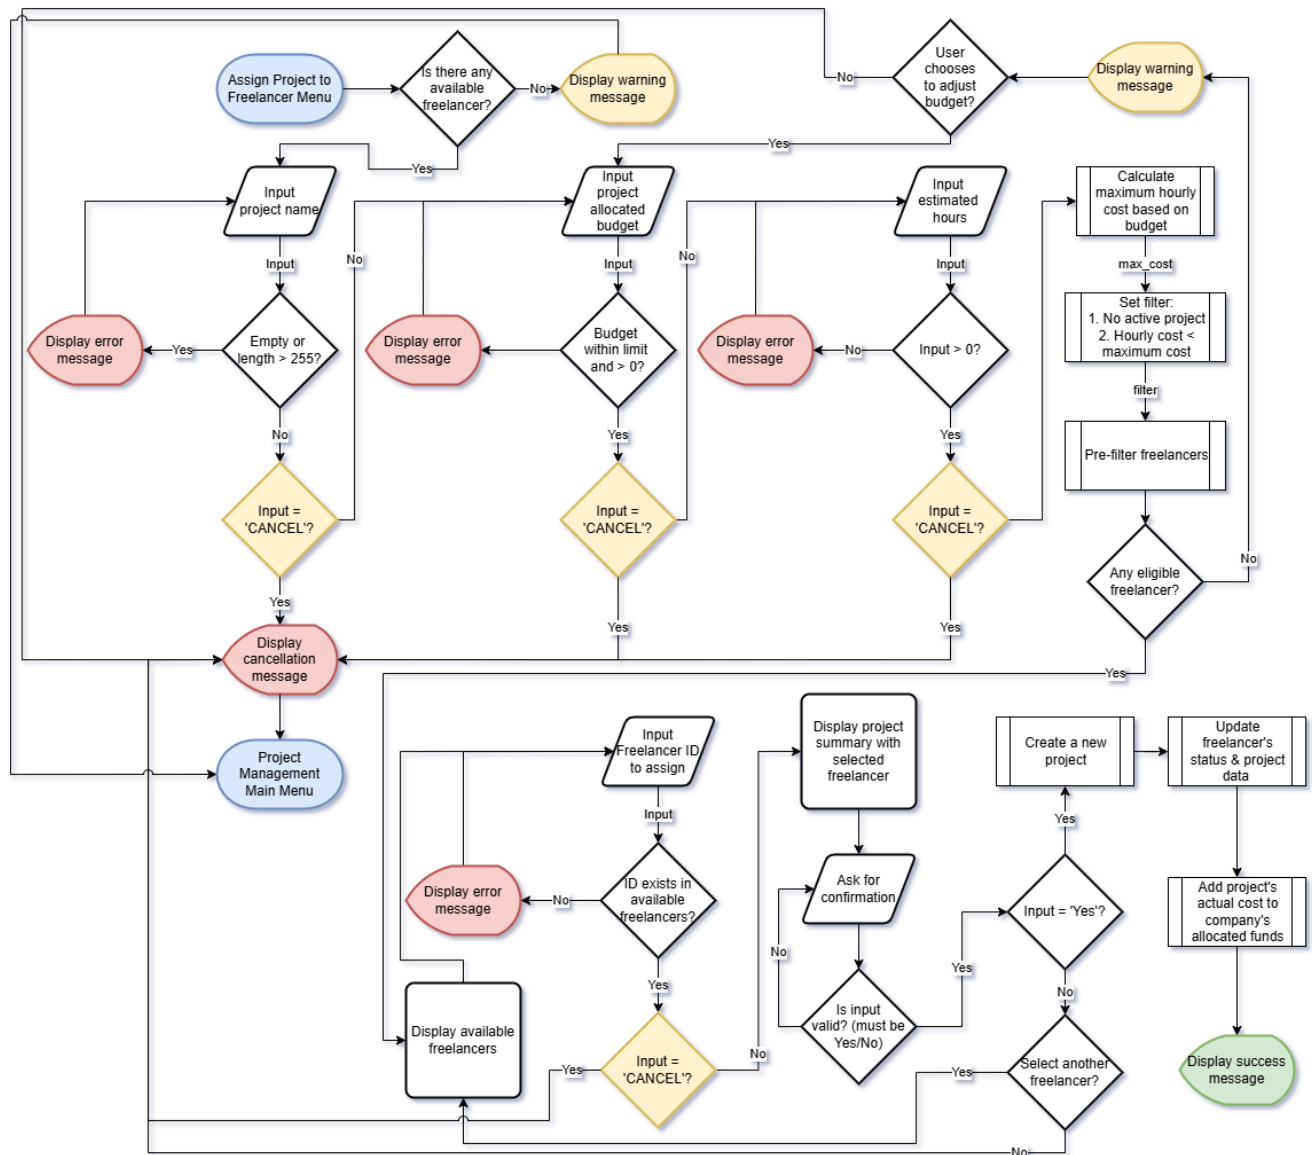 Assign Project to
Freelancer Menu
Is there any
available
freelancer?
No
Display warning
message
No
User
chooses
to adjust
budget?
Display warning
message
Yes
Yes
Input
project name
Input
project
allocated
budget
Input
estimated
hours
Calculate
maximum hourly
cost based on
budget
Input
No
Input
No
Input
max_cost
Display error
message
Yes
Empty or
length > 255?
Display error
message
Budget
within limit
and > 0?
Display error
message
No
Input > 0?
Set filter:
1. No active project
2. Hourly cost <
maximum cost
filter
No
Yes
Yes
Pre-filter freelancers
Input =
'CANCEL'?
Input =
'CANCEL'?
Input =
'CANCEL'?
Any eligible
freelancer?
No
Yes
Yes
Yes
Display
cancellation
message
Yes
Project
Management
Main Menu
Input
Freelancer ID
to assign
Display project
summary with
selected
freelancer
Create a new
project
Update
freelancer's
status & project
data
Input
Yes
Display error
message
No
ID exists in
available
freelancers?
Ask for
confirmation
Input = 'Yes'?
Add project's
actual cost to
company's
allocated funds
No
Yes
Yes
No
Display available
freelancers
Is input
valid? (must be
Yes/No)
No
Yes
Input =
'CANCEL'?
Yes
Select another
freelancer?
Display success
message
No